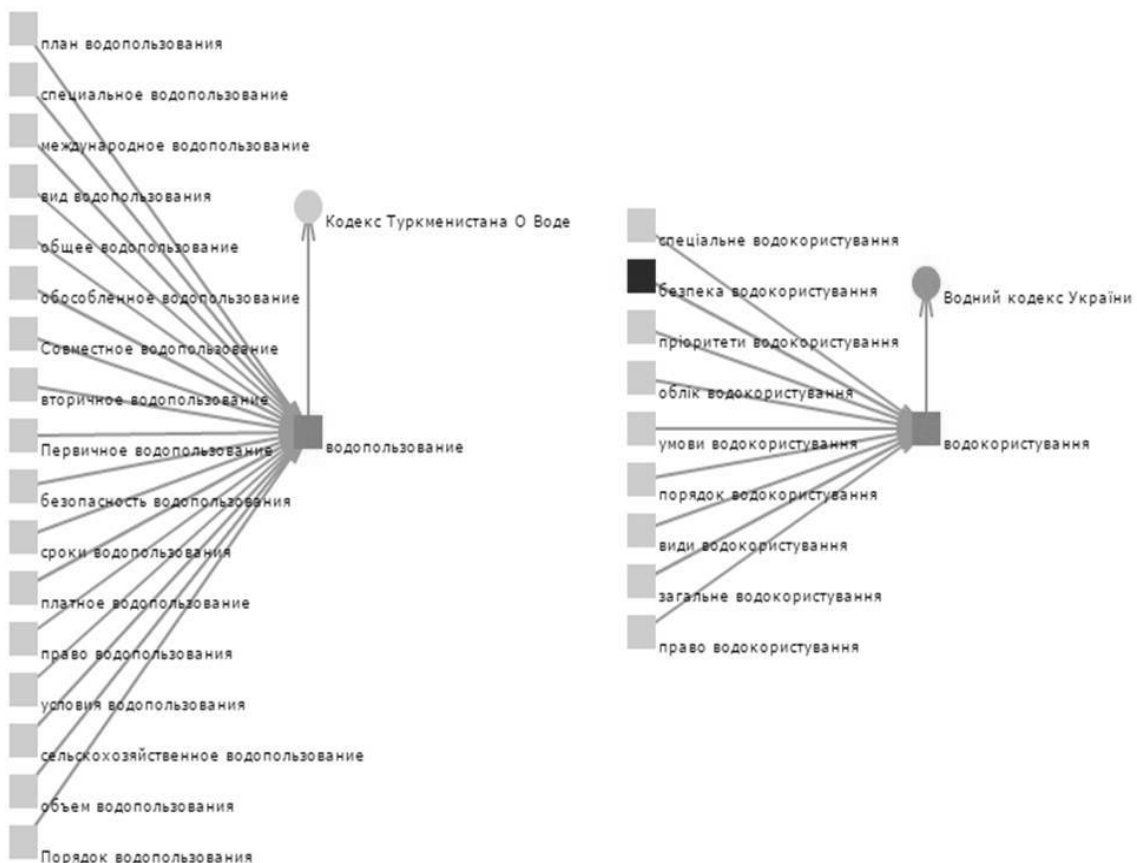 план водопользования
специальное водопользование
международное водопользование
вид водопользования
общее водопользование
обособленное водопользование
Совместное водопользование
вторичное водопользование
Первичное водопользование
безопасность водопользования
сроки водопользования
платное водопользование
право водопользования
условия водопользования
сельскохозяйственное водопользование
объем водопользования
Порядок водопользования
Кодекс Туркменистана О Воде
водопользование
спеціальне водокористування
безпека водокористування
пріоритети водокористування
облік водокористування
умови водокористування
порядок водокористування
види водокористування
загальне водокористування
право водокористування
Водний кодекс України
водокористування